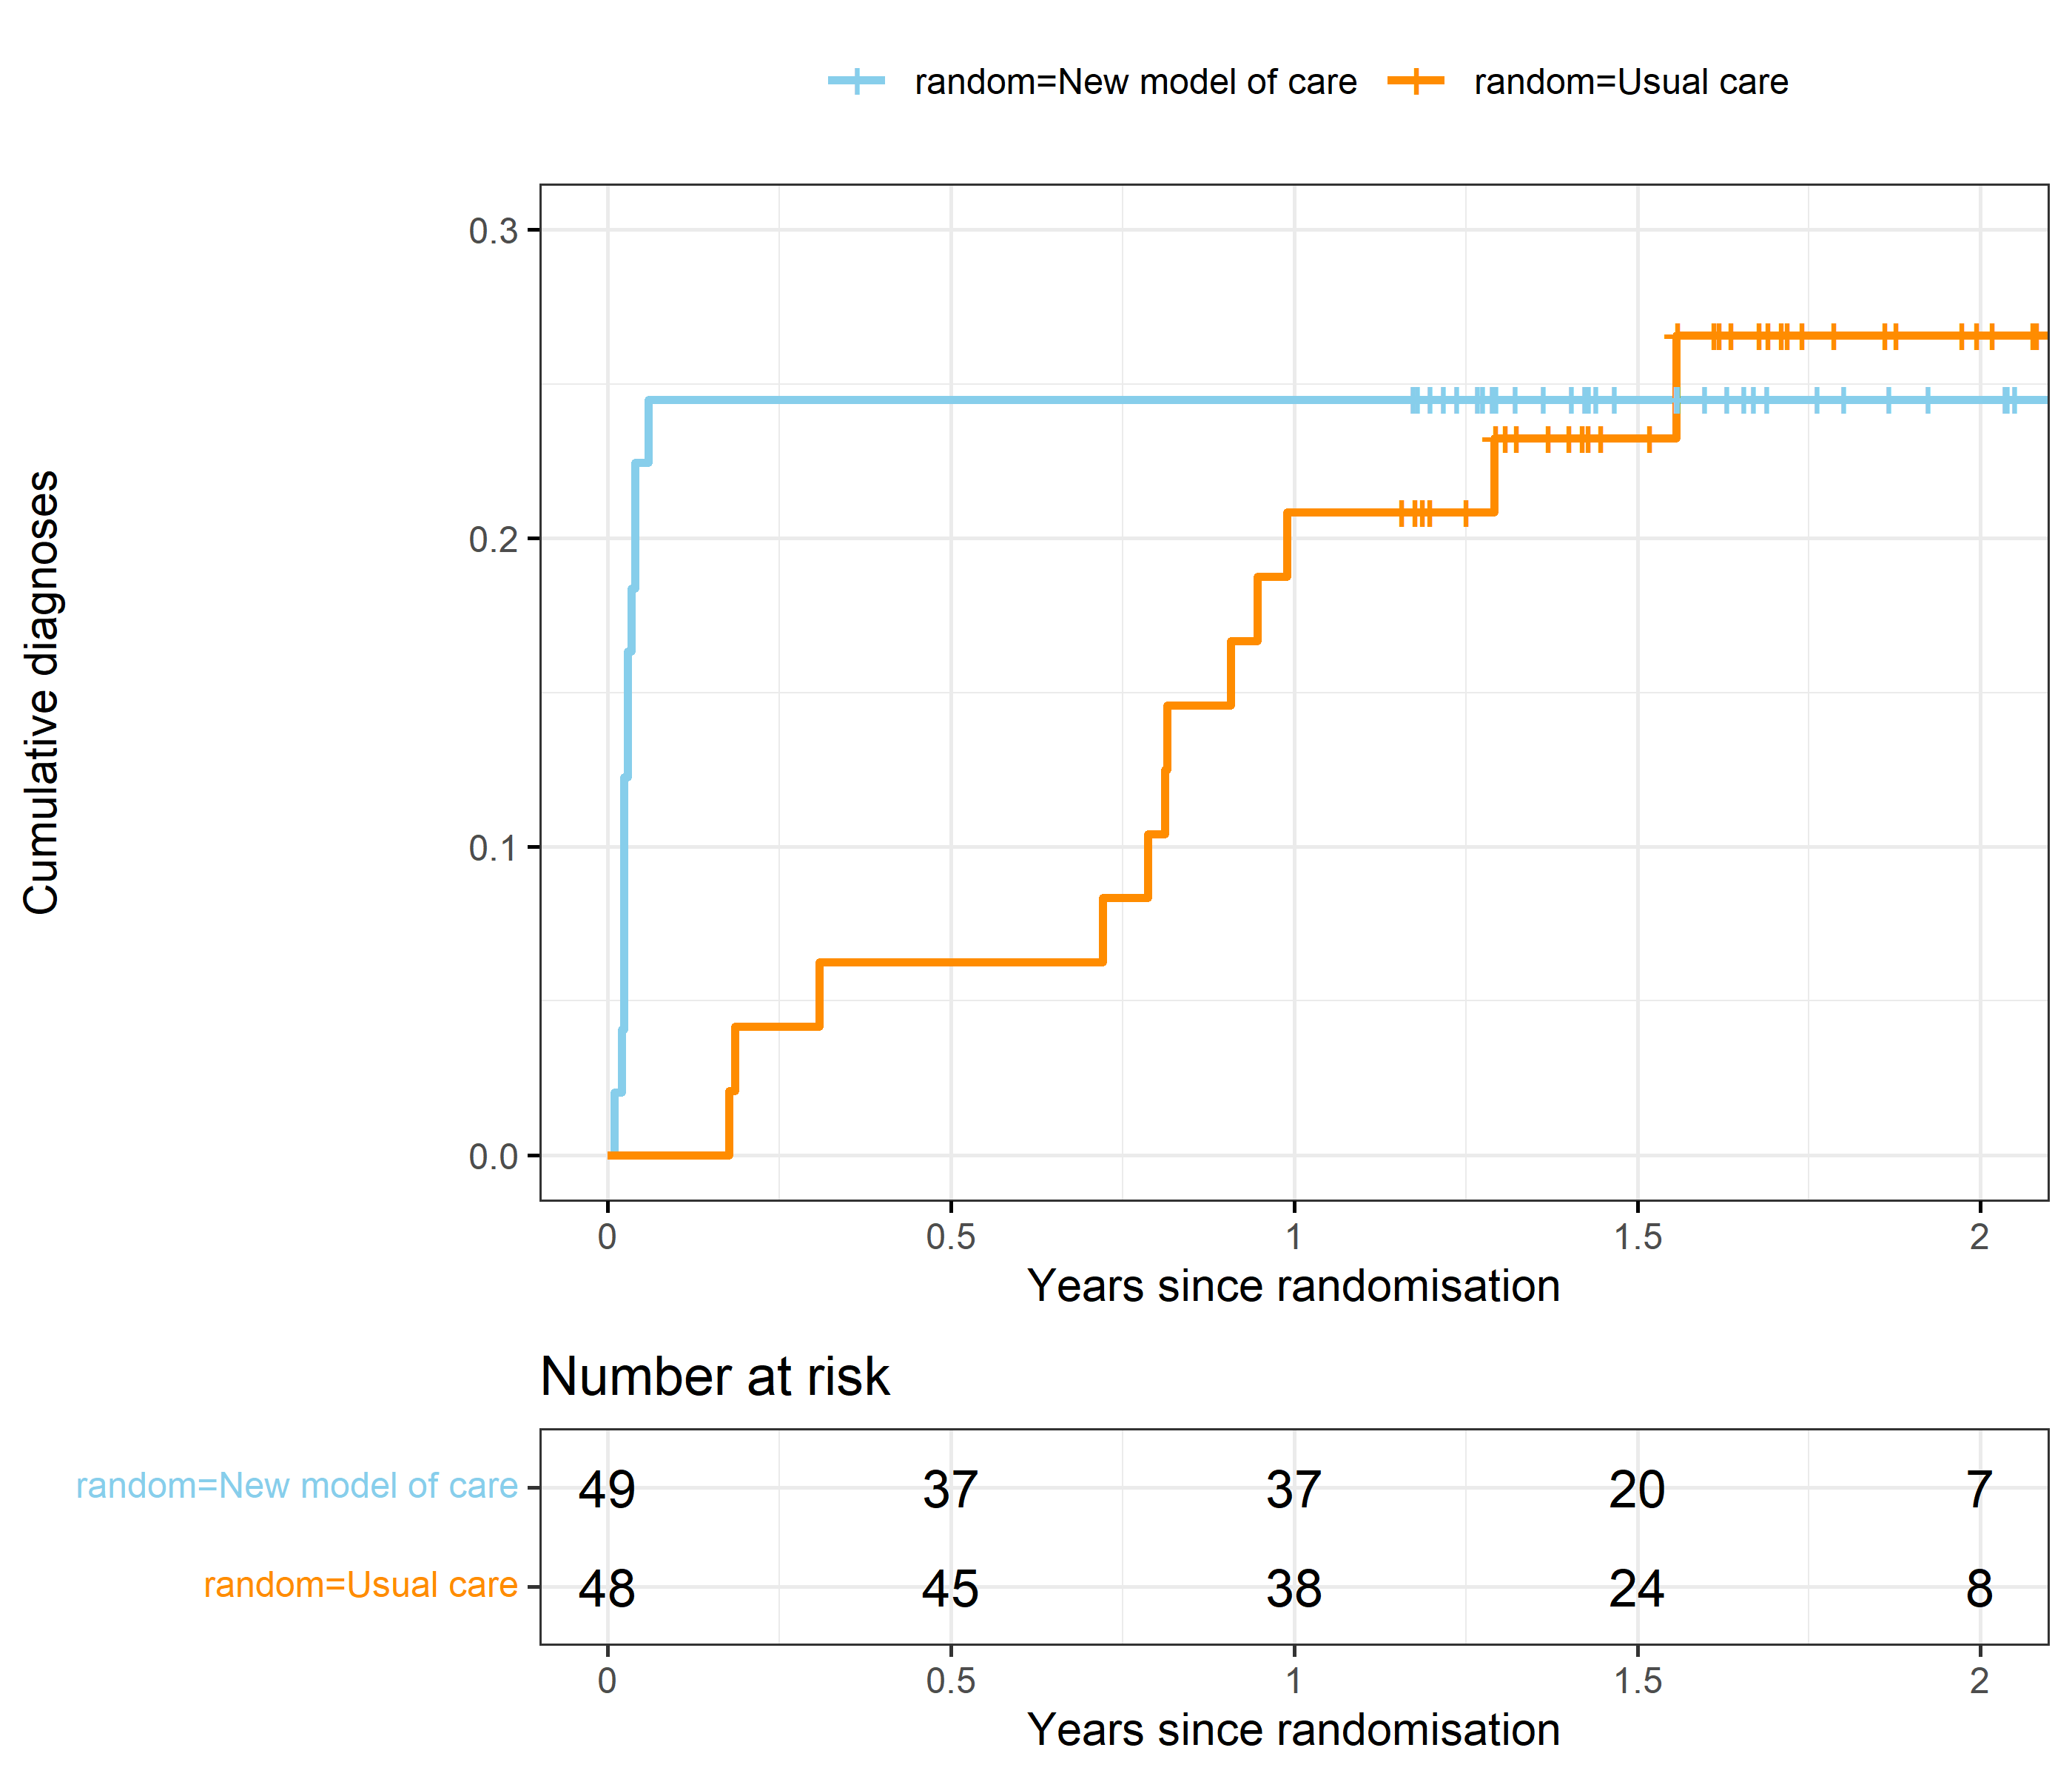 random=New model of care random=Usual care
0.3
0.2
0.1
0.0
Cumulative diagnoses
0 0.5 1 1.5 2
Years since randomisation
Number at risk
random=New model of care 49 37 37 20 7
random=Usual care 48 45 38 24 8
0 0.5 1 1.5 2
Years since randomisation